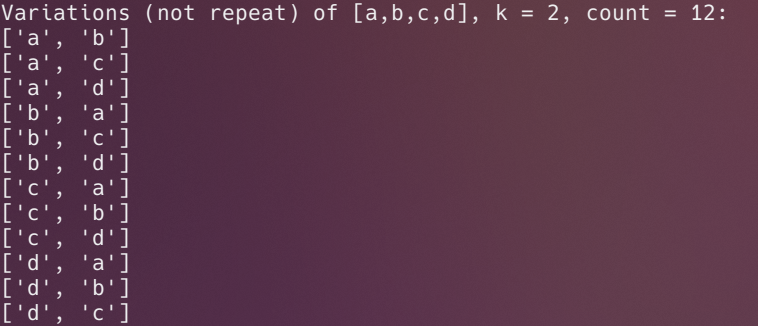 Variations (not repeat) of [a,b,c,d], k = 2, count = 12:
['a', 'b']
['a', 'c']
['a', 'd']
['b', 'a']
['b', 'c']
['b', 'd']
['c', 'a']
['c', 'b']
['c', 'd']
['d', 'a']
['d', 'b']
['d', 'c']